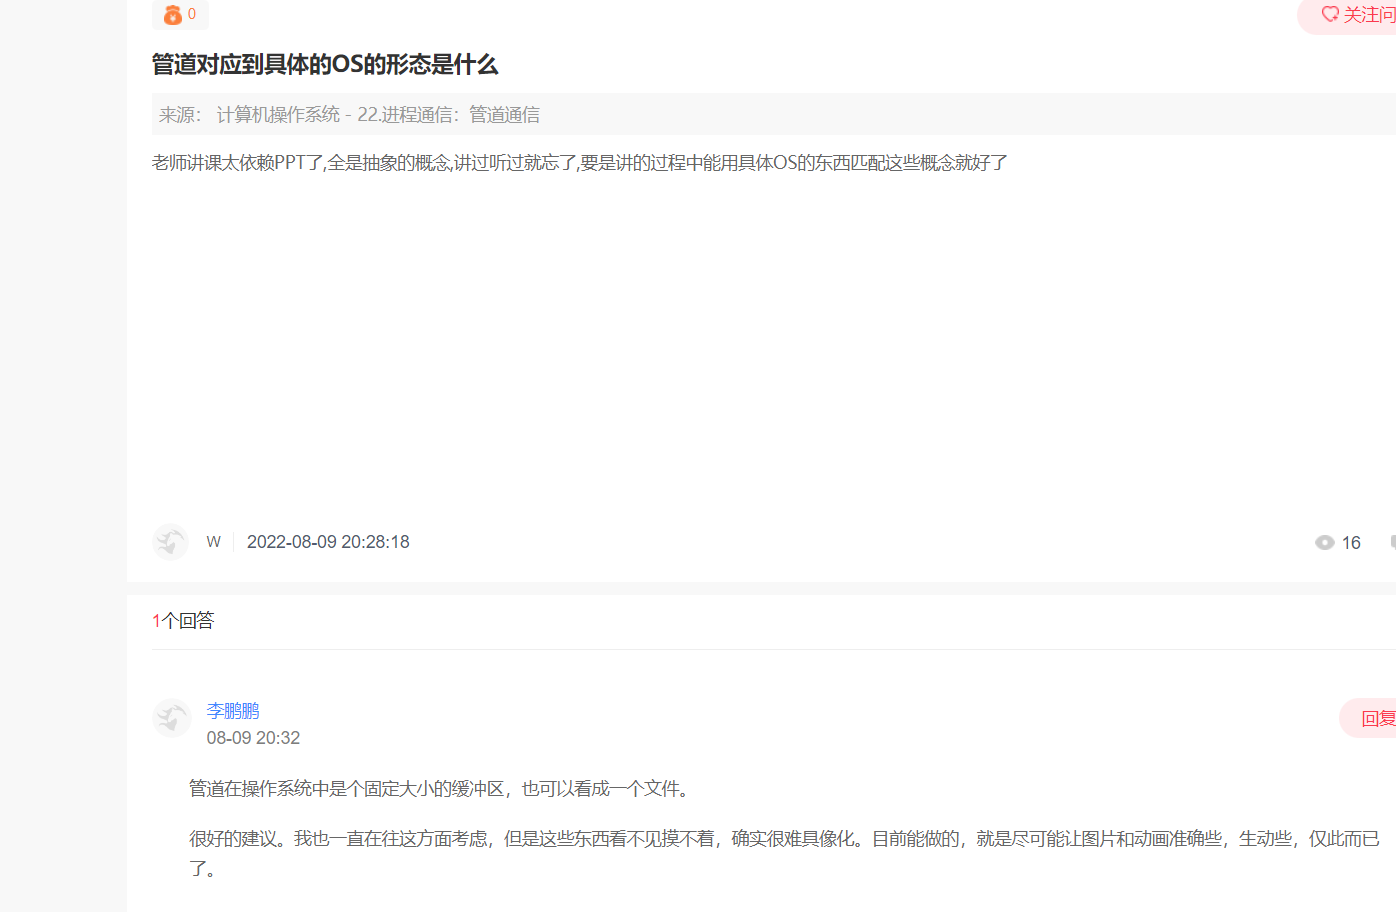 0
关注问
管道对应到具体的OS的形态是什么
来源： 计算机操作系统 - 22.进程通信：管道通信
老师讲课太依赖PPT了,全是抽象的概念,讲过听过就忘了,要是讲的过程中能用具体OS的东西匹配这些概念就好了
W 2022-08-09 20:28:18 16
1个回答
李鹏鹏
回复
08-09 20:32
管道在操作系统中是个固定大小的缓冲区，也可以看成一个文件。
很好的建议。我也一直在往这方面考虑，但是这些东西看不见摸不着，确实很难具像化。目前能做的，就是尽可能让图片和动画准确些，生动些，仅此而已
了。